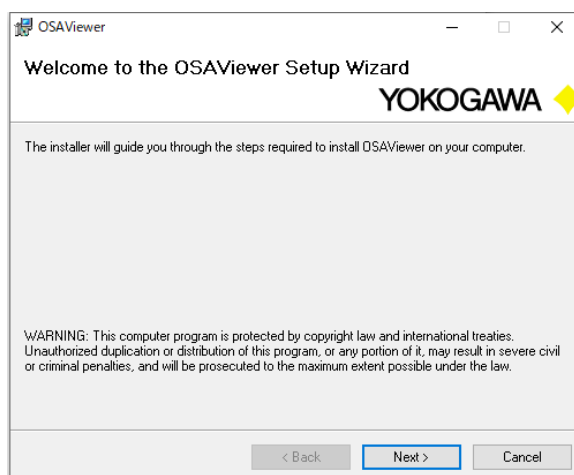 OSAViewer
Welcome to the OSAViewer Setup Wizard
YOKOGAWA
The installer will guide you through the steps required to install OSAViewer on your computer.
WARNING: This computer program is protected by copyright law and international treaties.
Unauthorized duplication or distribution of this program, or any portion of it, may result in severe civil
or criminal penalties, and will be prosecuted to the maximum extent possible under the law.
< Back
Next >
Cancel